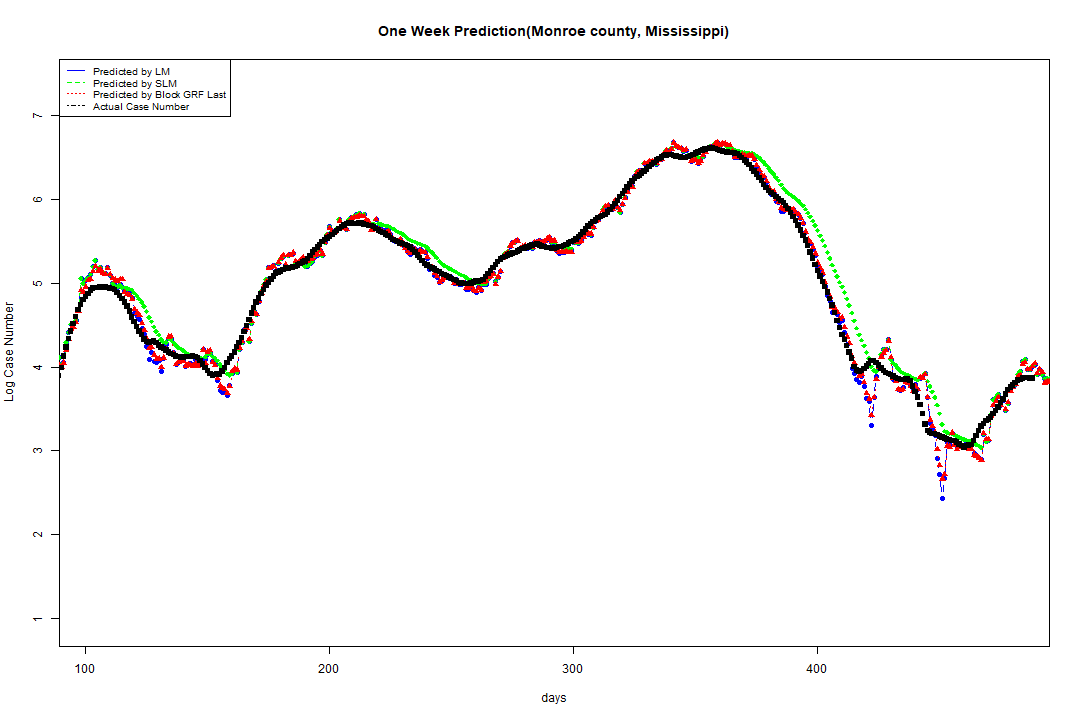 One Week Prediction(Monroe county, Mississippi)
Predicted by LM
Predicted by SLM
Predicted by Block GRF Last
Actual Case Number
7
6
5
4
3
2
1
Log Case Number
100
200
300
400
days